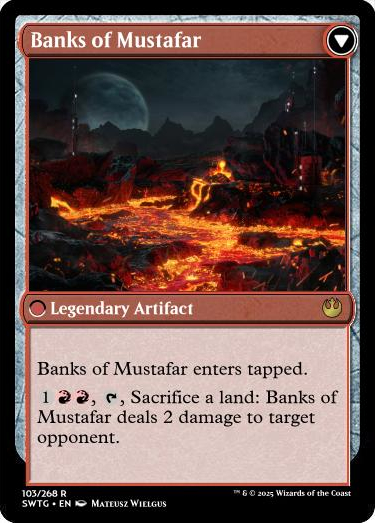 Banks of Mustafar
Legendary Artifact
Banks of Mustafar enters tapped.
1 , , Sacrifice a land: Banks of
Mustafar deals 2 damage to target
opponent.
103/268 R
SWTG • EN Mateusz Wielgus
™ & © 2025 Wizards of the Coast